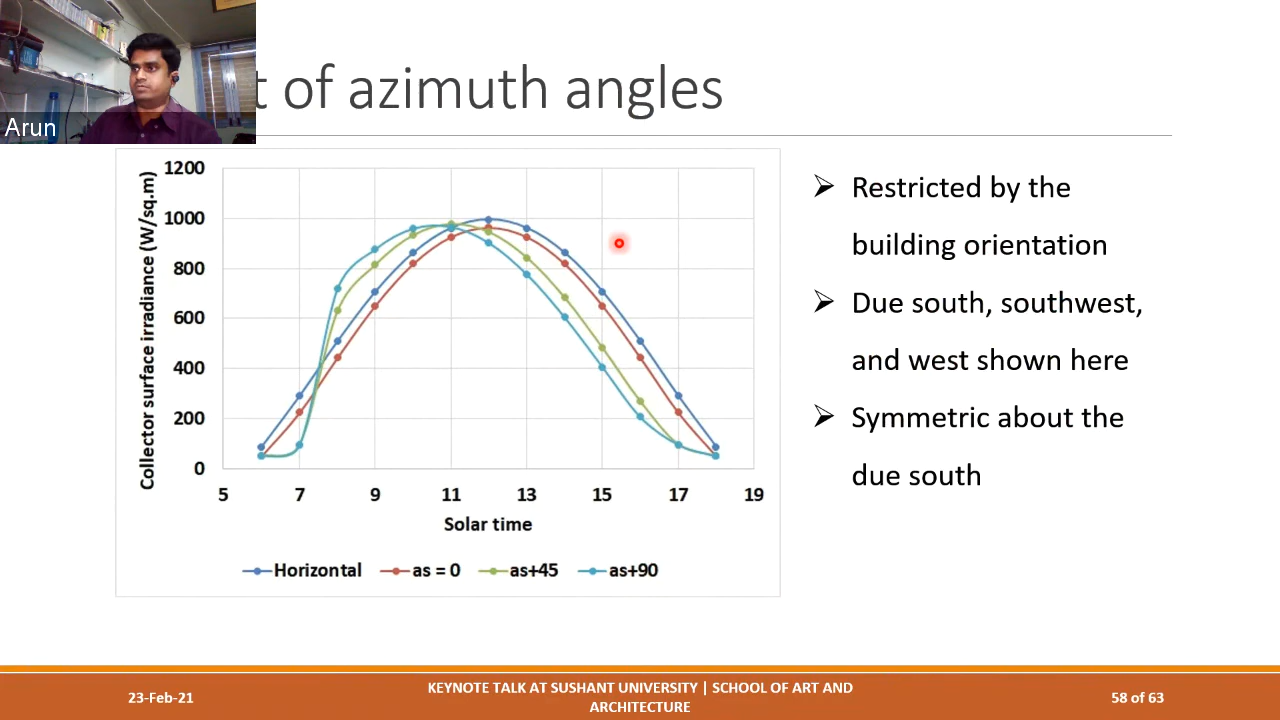 t of azimuth angles
Arun
1200
1000
800
600
400
200
0
Collector surface irradiance (W/sq.m)
5 7 9 11 13 15 17 19
Solar time
Horizontal as = 0 as+45 as+90
Restricted by the
building orientation
Due south, southwest,
and west shown here
Symmetric about the
due south
23-Feb-21
KEYNOTE TALK AT SUSHANT UNIVERSITY | SCHOOL OF ART AND
ARCHITECTURE
58 of 63